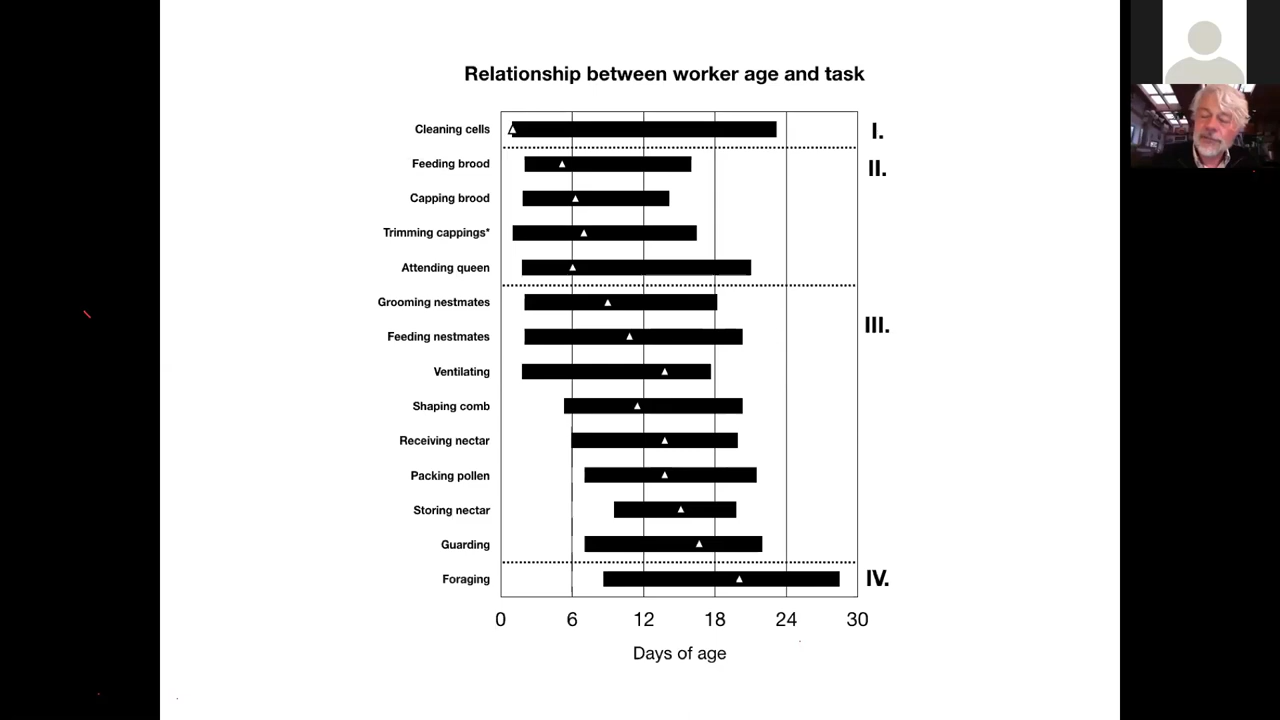 Relationship between worker age and task
Cleaning cells
I.
Feeding brood
II.
Capping brood
Trimming cappings*
Attending queen
Grooming nestmates
III.
Feeding nestmates
Ventilating
Shaping comb
Receiving nectar
Packing pollen
Storing nectar
Guarding
Foraging
IV.
0 6 12 18 24 30
Days of age